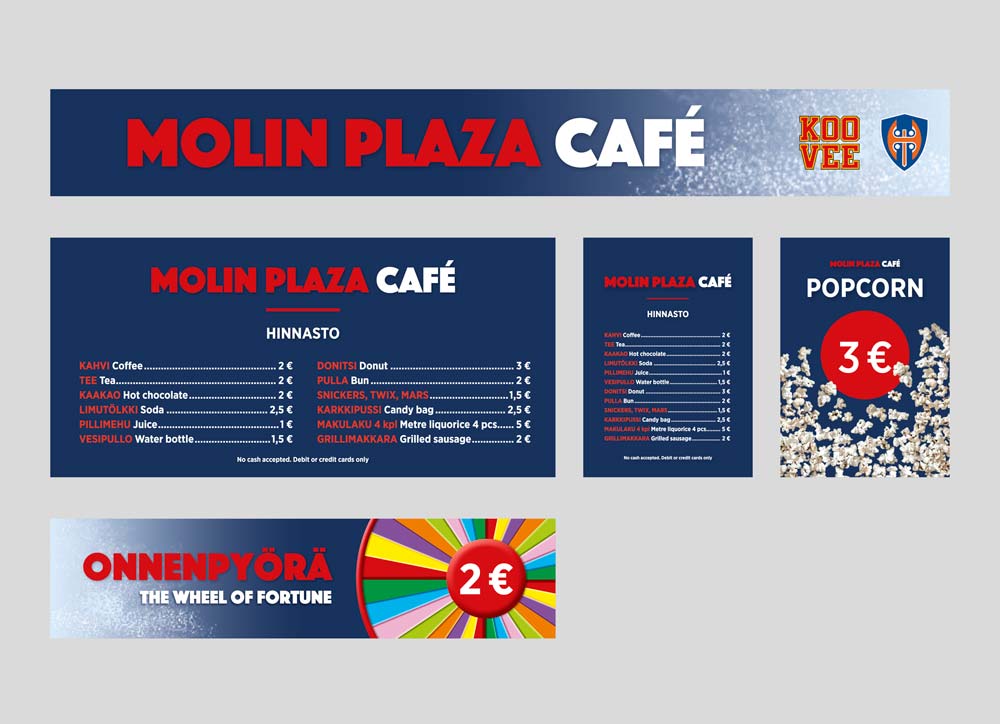 MOLIN PLAZA CAFÉ
KOO
VEE
MOLIN PLAZA CAFÉ
HINNASTO
KAHVI Coffee 2 €
TEE Tea 2 €
KAAKAO Hot chocolate 2 €
LIMUTÖLKKI Soda 2,5 €
PILLIMEHU Juice 1 €
VESIPULLO Water bottle 1,5 €
DONITSI Donut 3 €
PULLA Bun 2 €
SNICKERS, TWIX, MARS 1,5 €
KARKKIPUSSI Candy bag 2,5 €
MAKULAKU 4 kpl Metre liquorice 4 pcs. 5 €
GRILLIMAKKARA Grilled sausage 2 €
No cash accepted. Debit or credit cards only
MOLIN PLAZA CAFÉ
HINNASTO
KAHVI Coffee 2 €
TEE Tea 2 €
KAAKAO Hot chocolate 2 €
LIMUTÖLKKI Soda 2,5 €
PILLIMEHU Juice 1 €
VESIPULLO Water bottle 1,5 €
DONITSI Donut 3 €
PULLA Bun 2 €
SNICKERS, TWIX, MARS 1,5 €
KARKKIPUSSI Candy bag 2,5 €
MAKULAKU 4 kpl Metre liquorice 4 pcs. 5 €
GRILLIMAKKARA Grilled sausage 2 €
No cash accepted. Debit or credit cards only
MOLIN PLAZA CAFÉ
POPCORN
3 €
ONNENPYÖRÄ
THE WHEEL OF FORTUNE
2 €